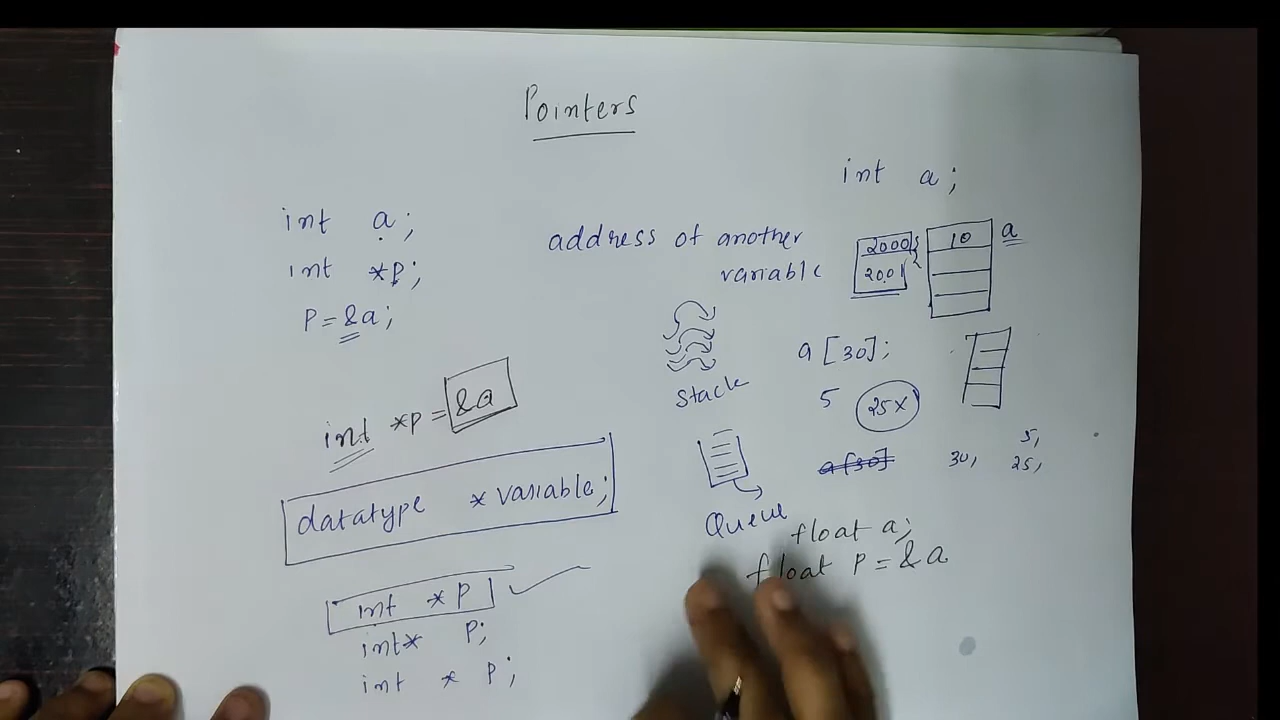 Pointers
int a;
int *p;
P=&a;
address of another
variable
int a;
2000
2001
10
a
int *p = &a
datatype *variable;
int *P
int* P;
int * P;
Stack
Queue
a[30];
5
25x
a[30]
30,
5,
25,
float a;
float P=&a